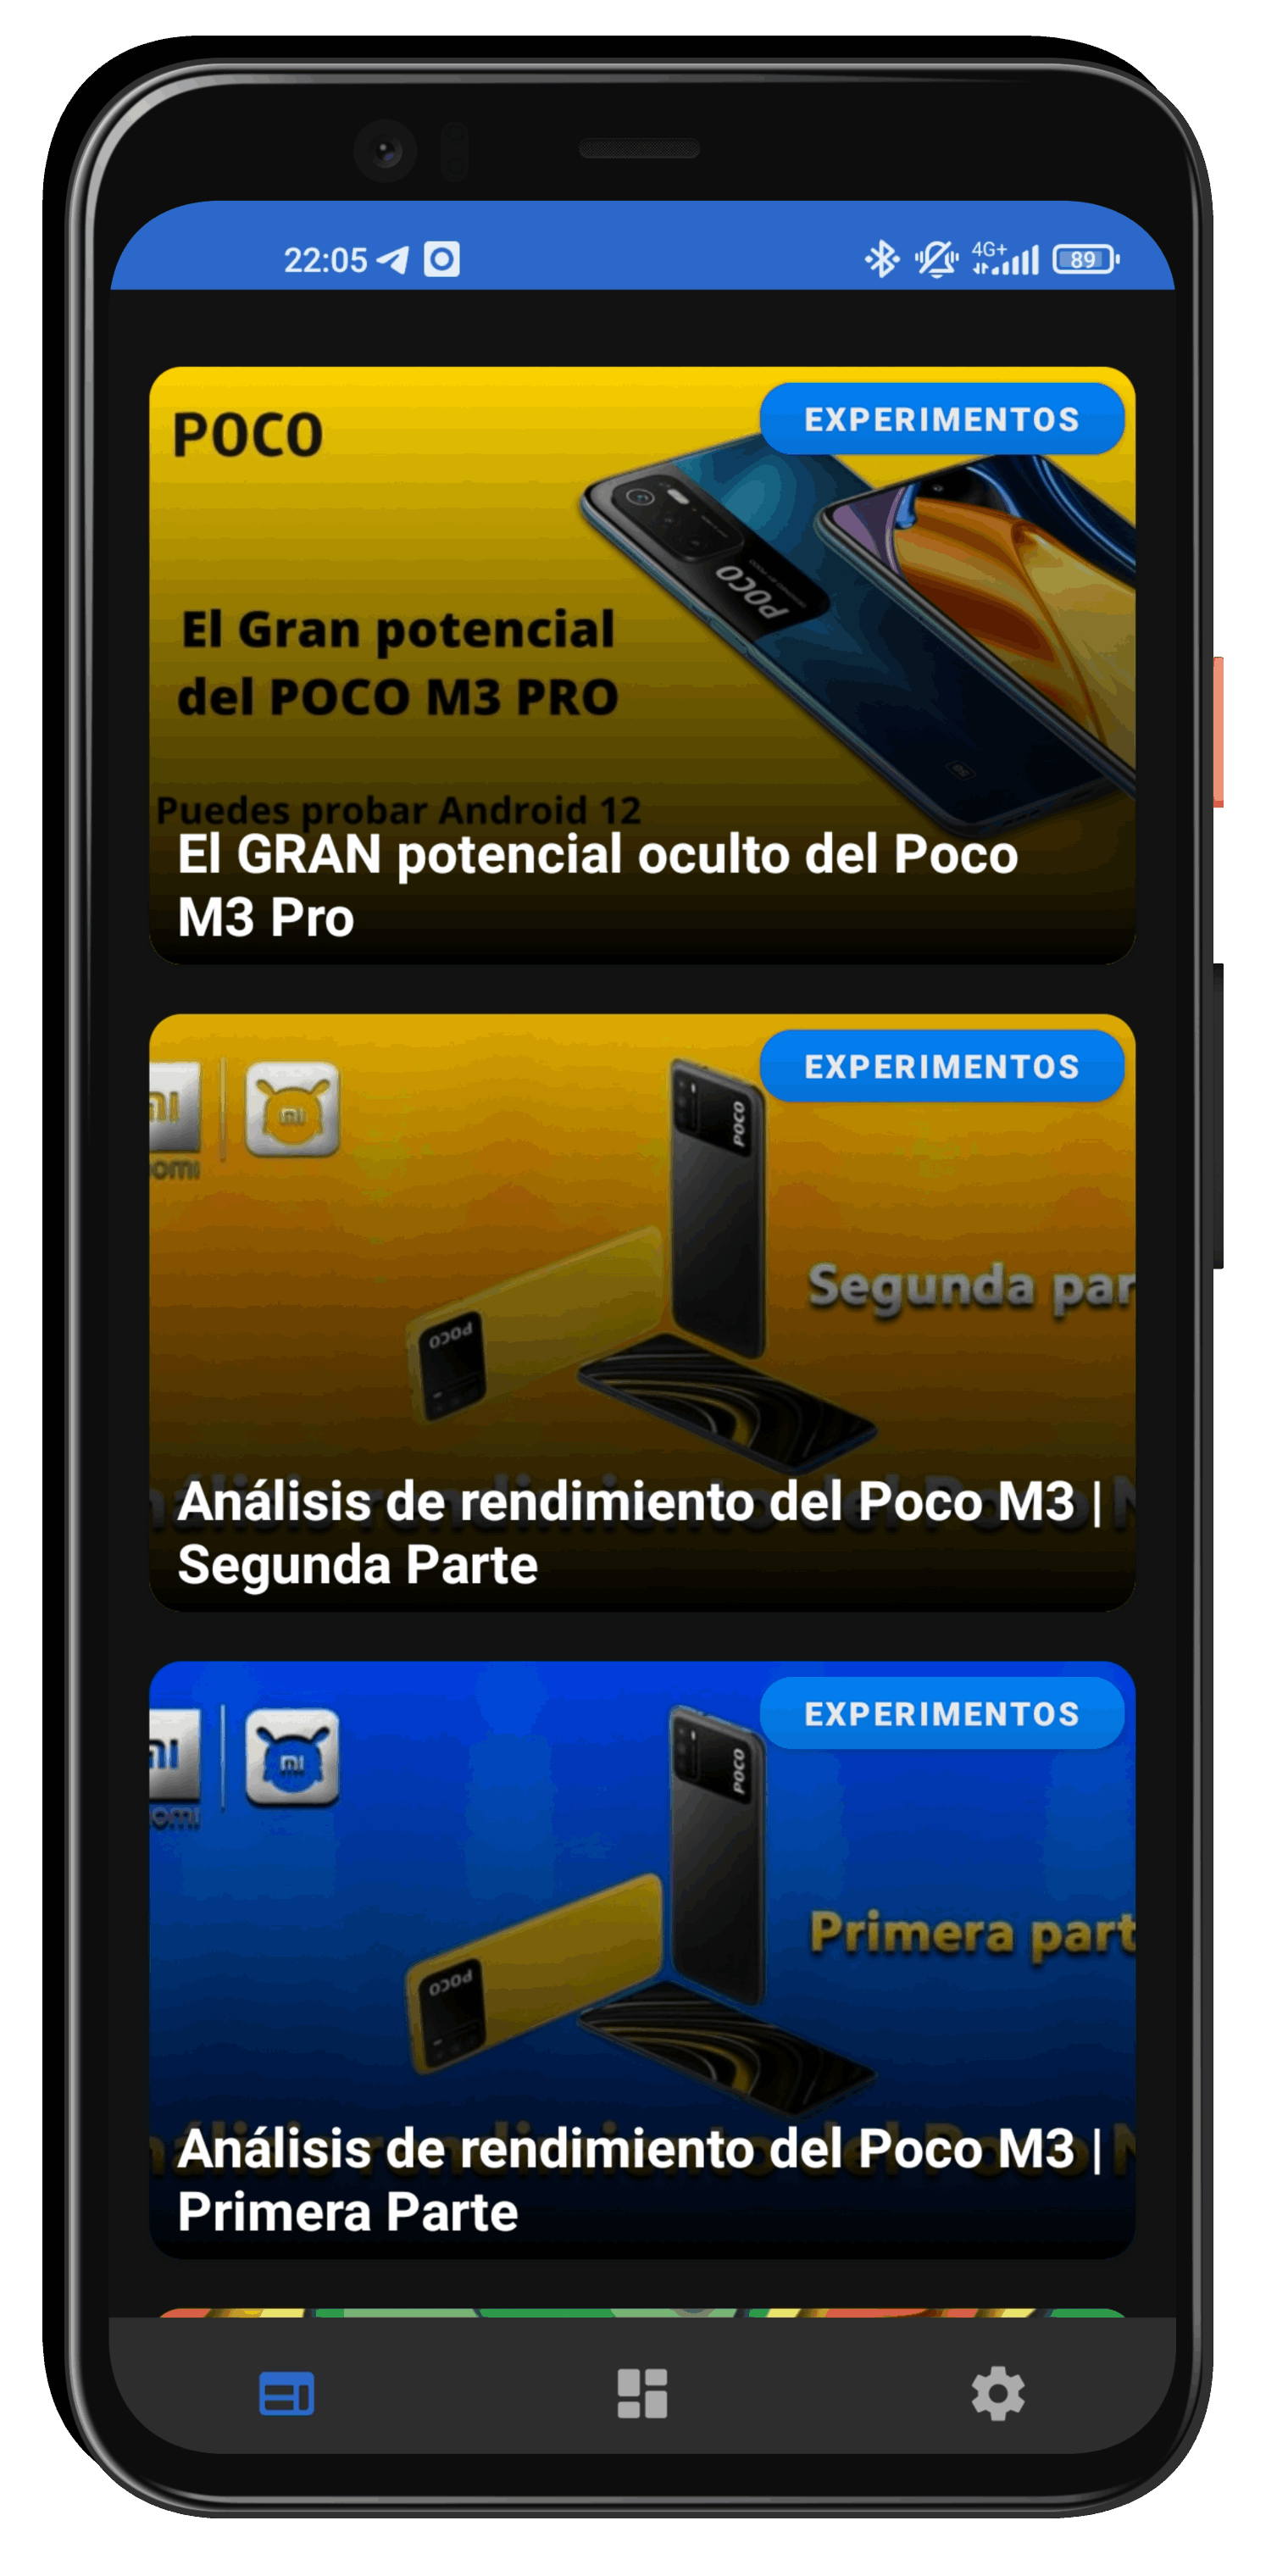 22:05
4G+
89
POCO
EXPERIMENTOS
POCO
El Gran potencial
del POCO M3 PRO
5G
Puedes probar Android 12
El GRAN potencial oculto del Poco
M3 Pro
EXPERIMENTOS
mi
POCO
Segunda par
POCO
Análisis de rendimiento del Poco M3 |
Segunda Parte
EXPERIMENTOS
mi
POCO
Primera part
POCO
Análisis de rendimiento del Poco M3 |
Primera Parte